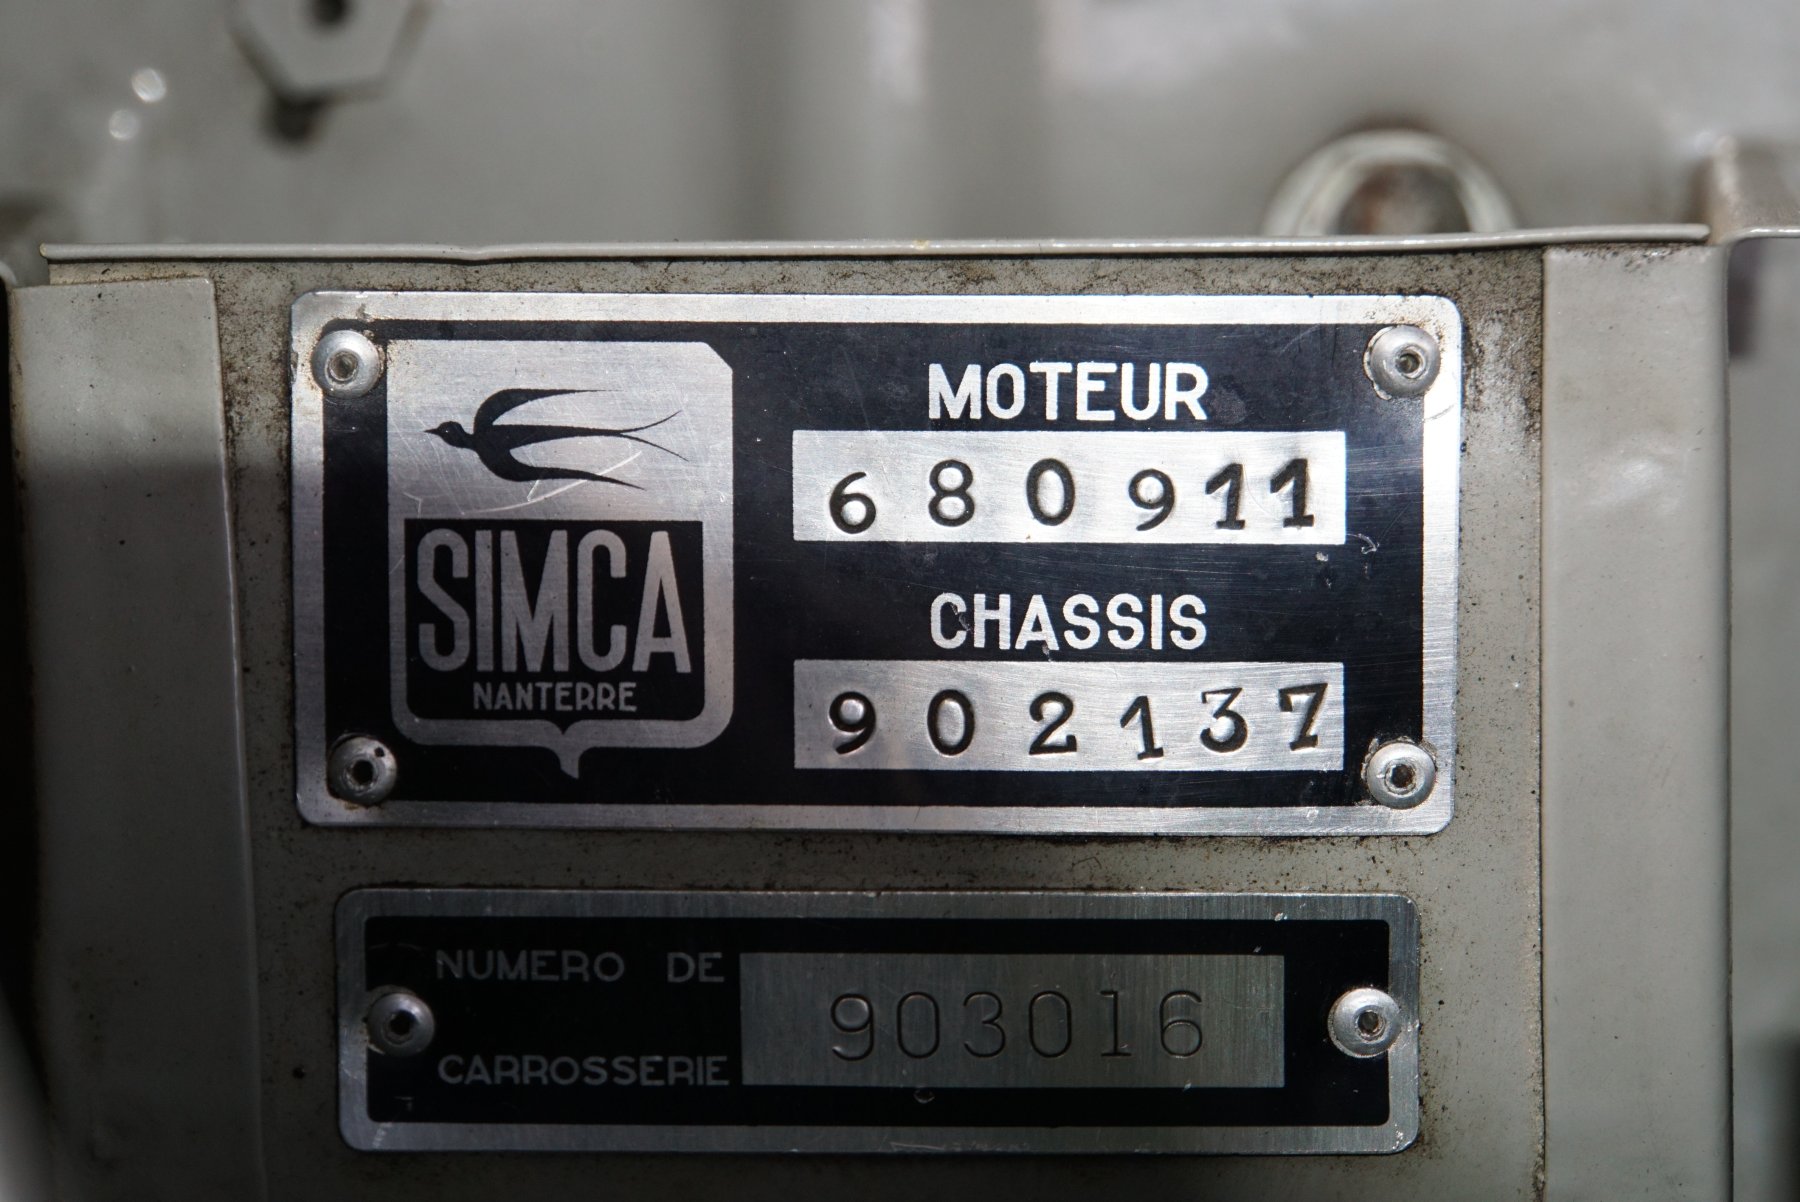 SIMCA
NANTERRE
MOTEUR
680911
CHASSIS
902137
NUMERO DE
CARROSSERIE
903016